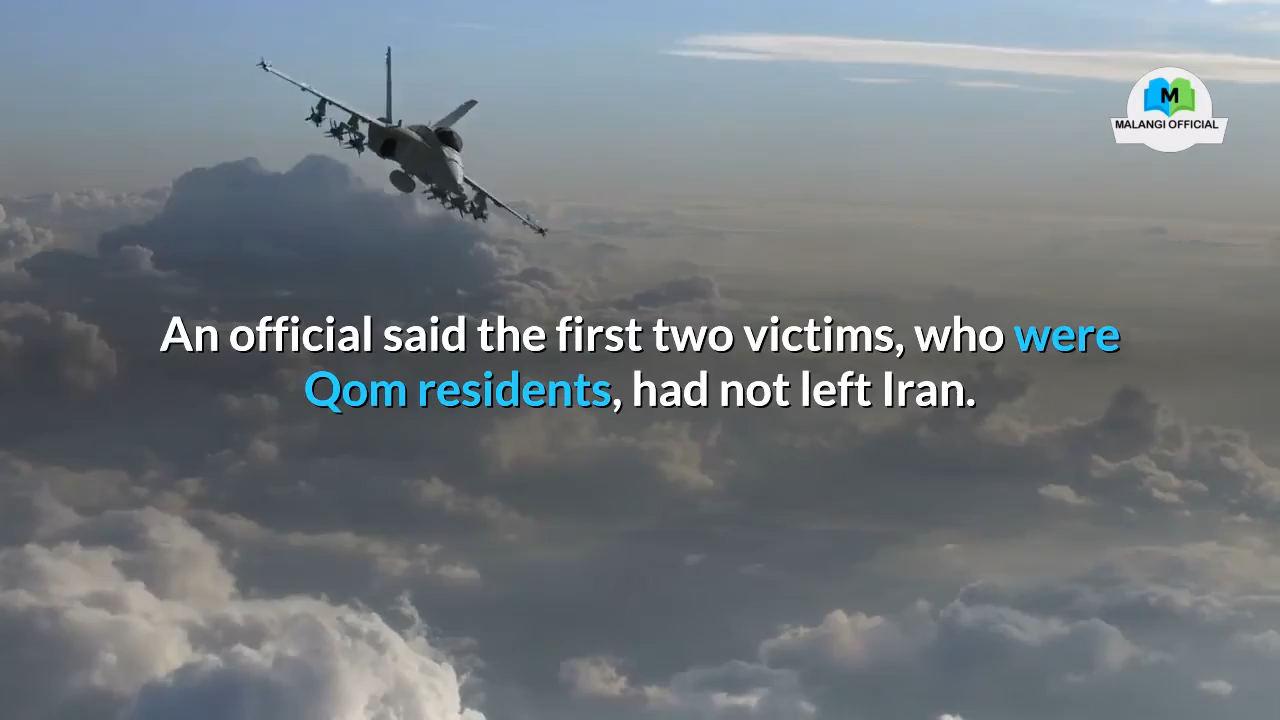 M
MALANGI OFFICIAL
An official said the first two victims, who were
Qom residents, had not left Iran.